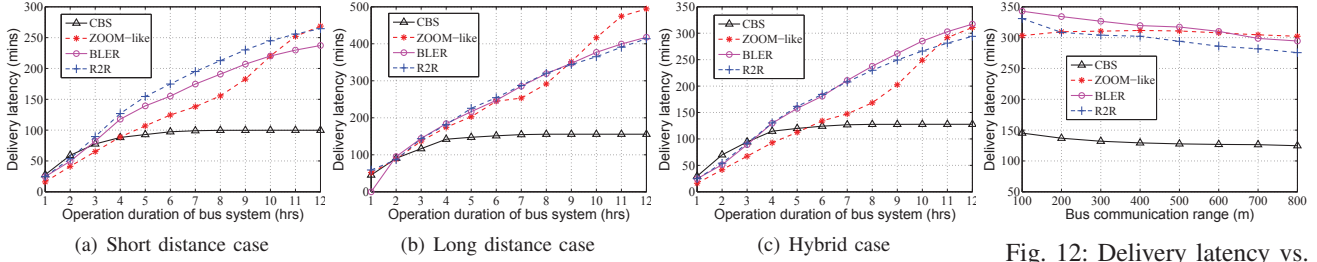 Delivery latency (mins)
300
250
200
150
100
50
0
CBS
ZOOM−like
BLER
R2R
1 2 3 4 5 6 7 8 9 10 11 12
Operation duration of bus system (hrs)
(a) Short distance case
Delivery latency (mins)
500
400
300
200
100
0
CBS
ZOOM−like
BLER
R2R
1 2 3 4 5 6 7 8 9 10 11 12
Operation duration of bus system (hrs)
(b) Long distance case
Delivery latency (mins)
350
300
250
200
150
100
50
0
CBS
ZOOM−like
BLER
R2R
1 2 3 4 5 6 7 8 9 10 11 12
Operation duration of bus system (hrs)
(c) Hybrid case
Delivery latency (mins)
350
300
250
200
150
100
50
CBS
ZOOM−like
BLER
R2R
100 200 300 400 500 600 700 800
Bus communication range (m)
Fig. 12: Delivery latency vs.